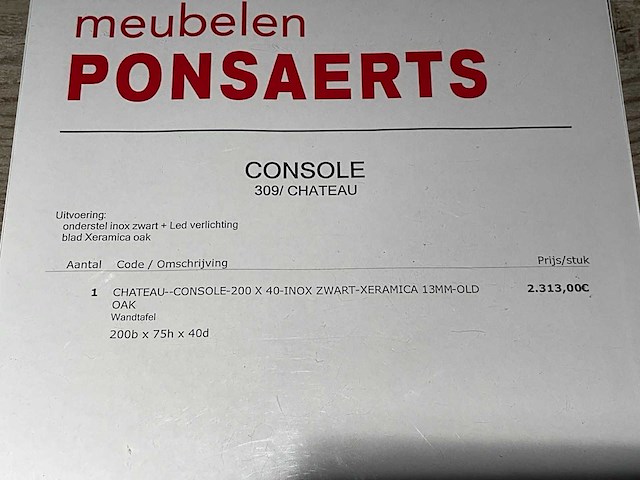 meubelen
PONSAERTS
CONSOLE
309/ CHATEAU
Uitvoering:
onderstel inox zwart + Led verlichting
blad Xeramica oak
Aantal Code / Omschrijving Prijs/stuk
1 CHATEAU--CONSOLE-200 X 40-INOX ZWART-XERAMICA 13MM-OLD 2.313,00€
OAK
Wandtafel
200b x 75h x 40d